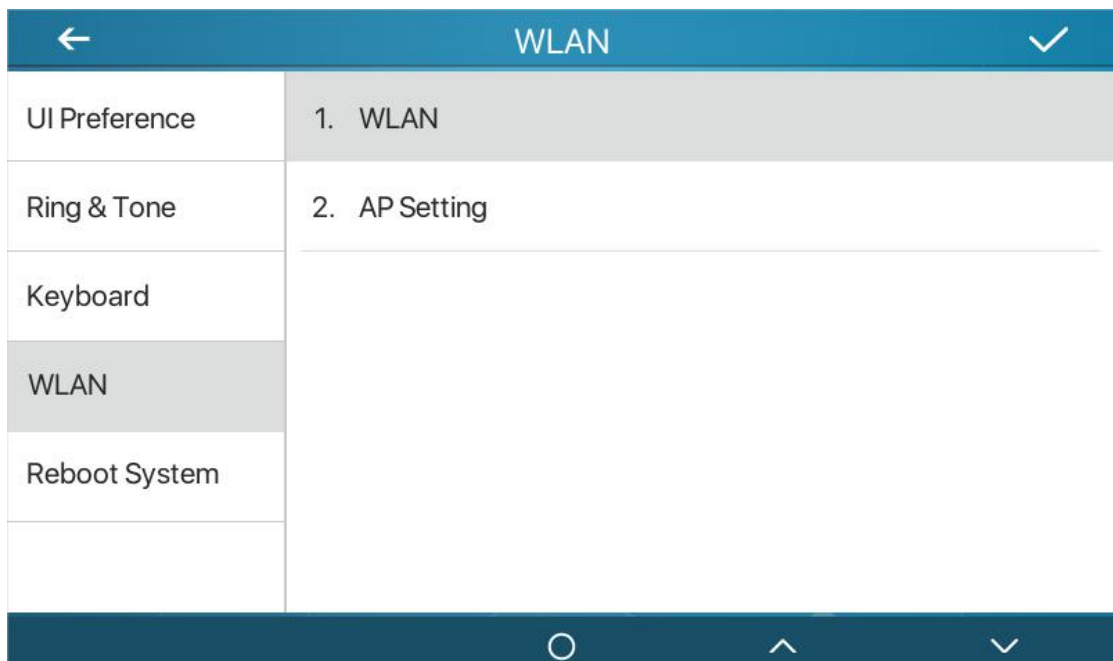 WLAN
UI Preference
Ring & Tone
Keyboard
WLAN
Reboot System
1. WLAN
2. AP Setting